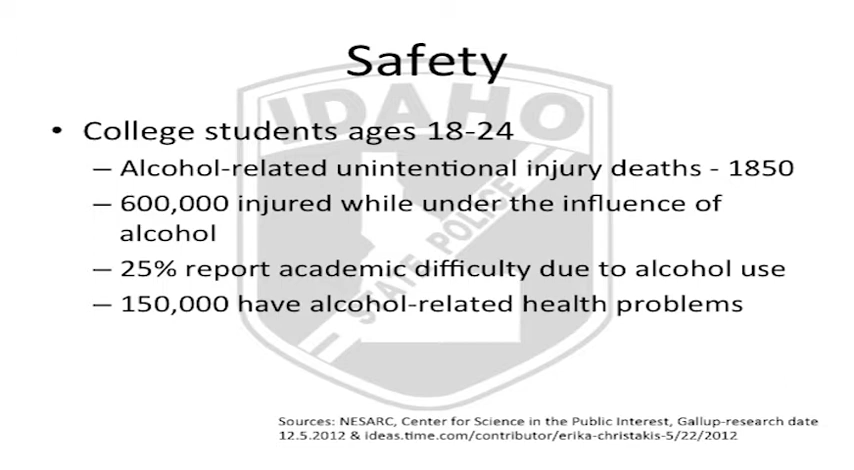 Safety
• College students ages 18-24
– Alcohol-related unintentional injury deaths - 1850
– 600,000 injured while under the influence of
alcohol
– 25% report academic difficulty due to alcohol use
– 150,000 have alcohol-related health problems
IDAHO
STATE POLICE
Sources: NESARC, Center for Science in the Public Interest, Gallup-research date
12.5.2012 & ideas.time.com/contributor/erika-christakis-5/22/2012